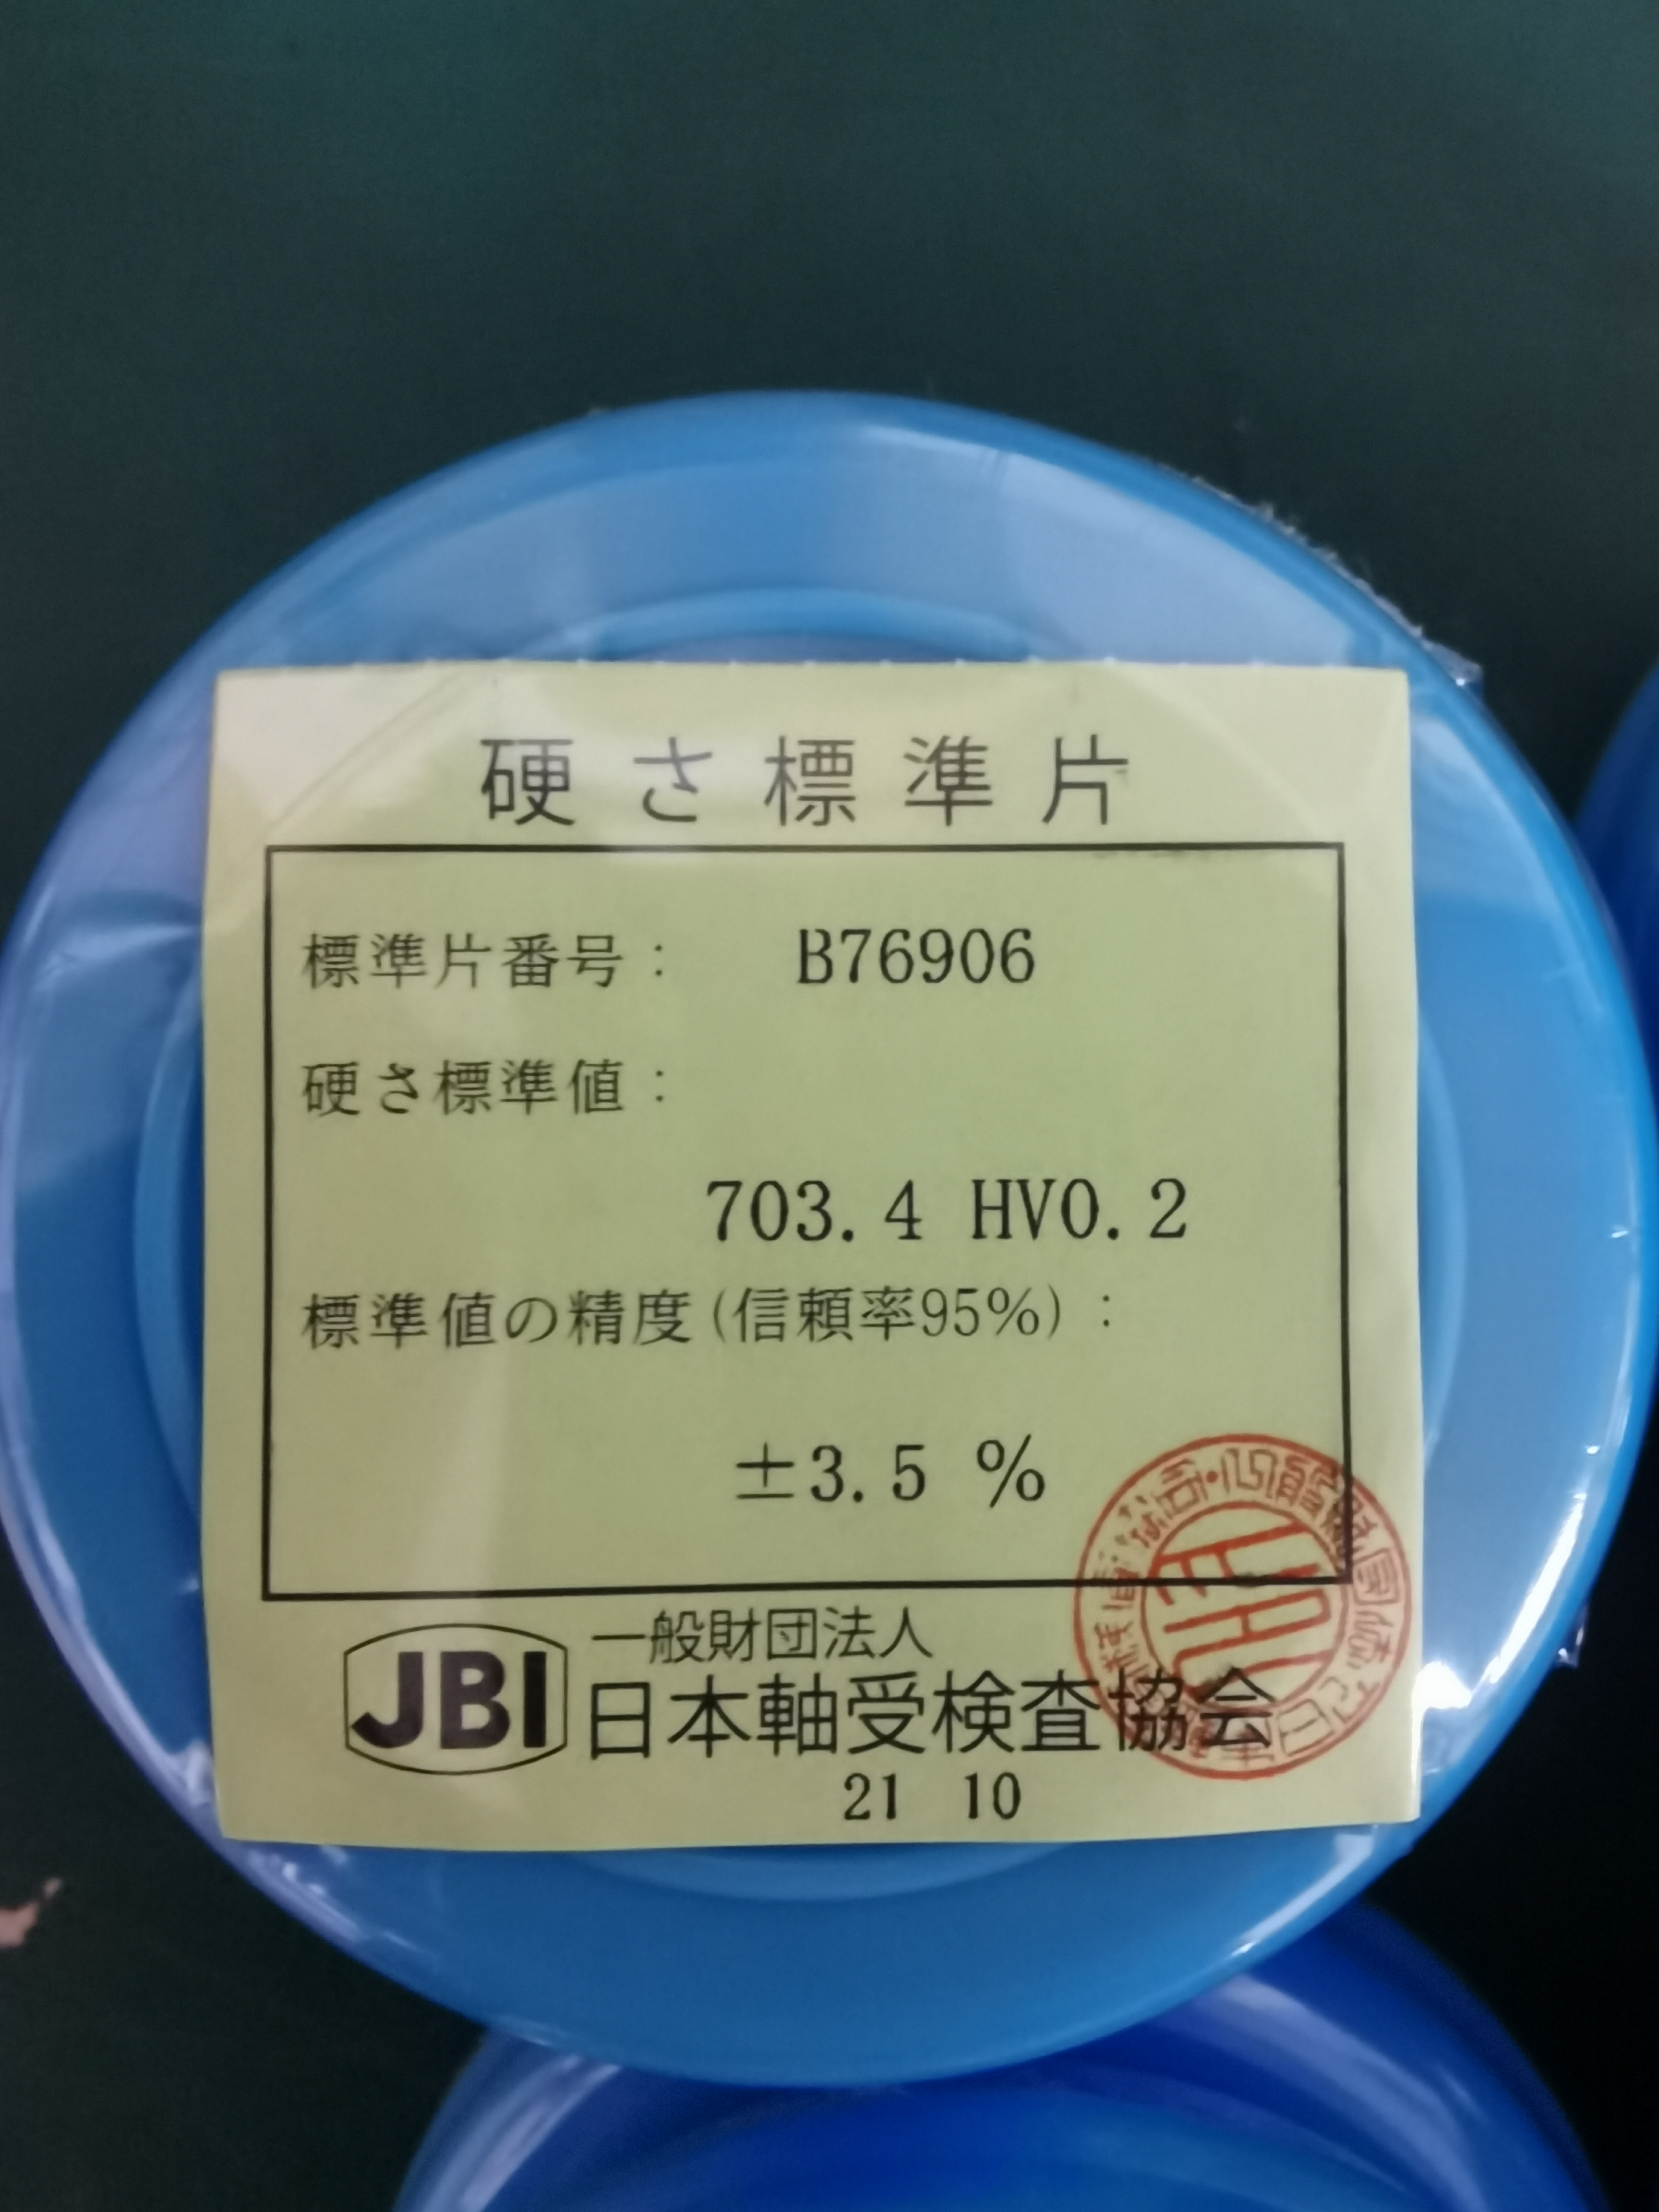 硬さ標準片
標準片番号： B76906
硬さ標準値：
703.4 HV0.2
標準値の精度(信頼率95%)：
±3.5 %
JBI
一般財団法人
日本軸受検査協会
21 10